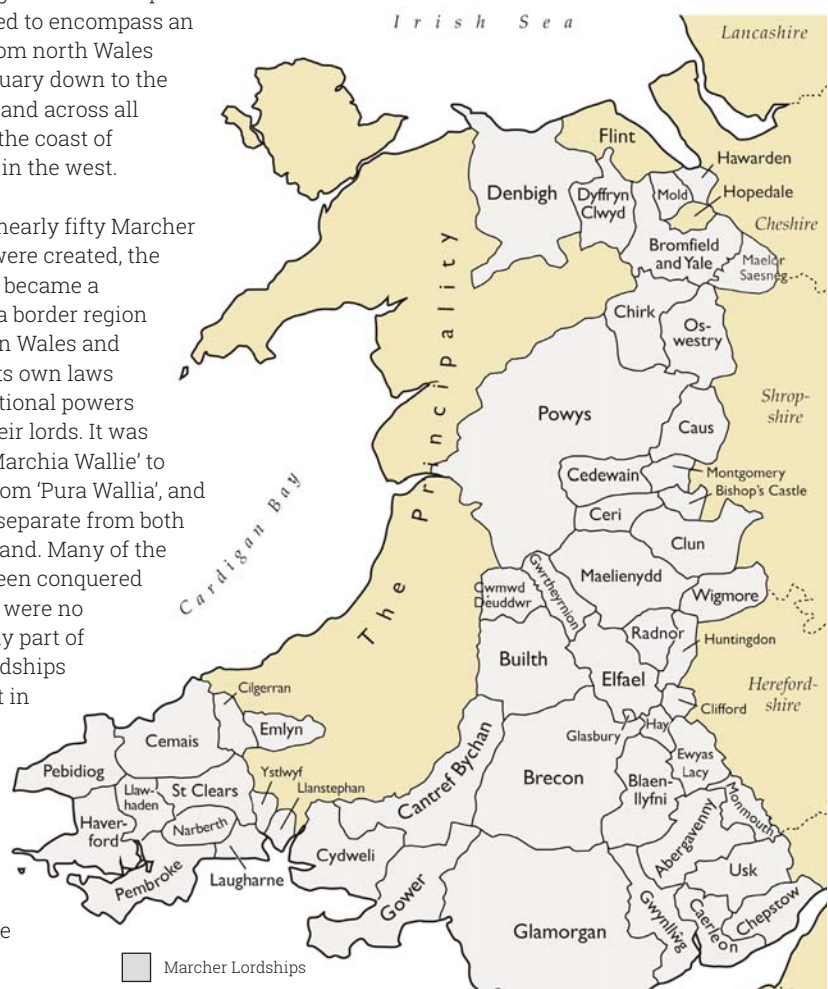 ed to encompass an
om north Wales
uary down to the
and across all
the coast of
in the west.
nearly fifty Marcher
were created, the
became a
a border region
n Wales and
ts own laws
tional powers
eir lords. It was
Marchia Wallie’ to
om ‘Pura Wallia’, and
separate from both
and. Many of the
een conquered
were no
y part of
dships
t in
e
Irish Sea
Lancashire
Flint
Hawarden
Denbigh
Dyffryn
Clwyd
Mold
Hopedale
Cheshire
Bromfield
and Yale
Maelor
Saesneg
Chirk
Os-
westry
The Principality
Powys
Caus
Shrop-
shire
Cedewain
Montgomery
Bishop's Castle
Ceri
Clun
Cardigan Bay
Cwmwd
Deuddwr
Gwrtheyrnion
Maelienydd
Wigmore
Radnor
Huntingdon
Builth
Elfael
Hereford-
shire
Clifford
Cilgerran
Cemais
Emlyn
Glasbury
Hay
Pebidiog
Ystlwyf
Cantref Bychan
Ewyas
Lacy
Llaw-
haden
St Clears
Llanstephan
Brecon
Blaen-
llyfni
Monmouth
Haver-
ford
Narberth
Abergavenny
Cydweli
Usk
Pembroke
Laugharne
Gower
Glamorgan
Gwynllwg
Caerleon
Chepstow
Marcher Lordships